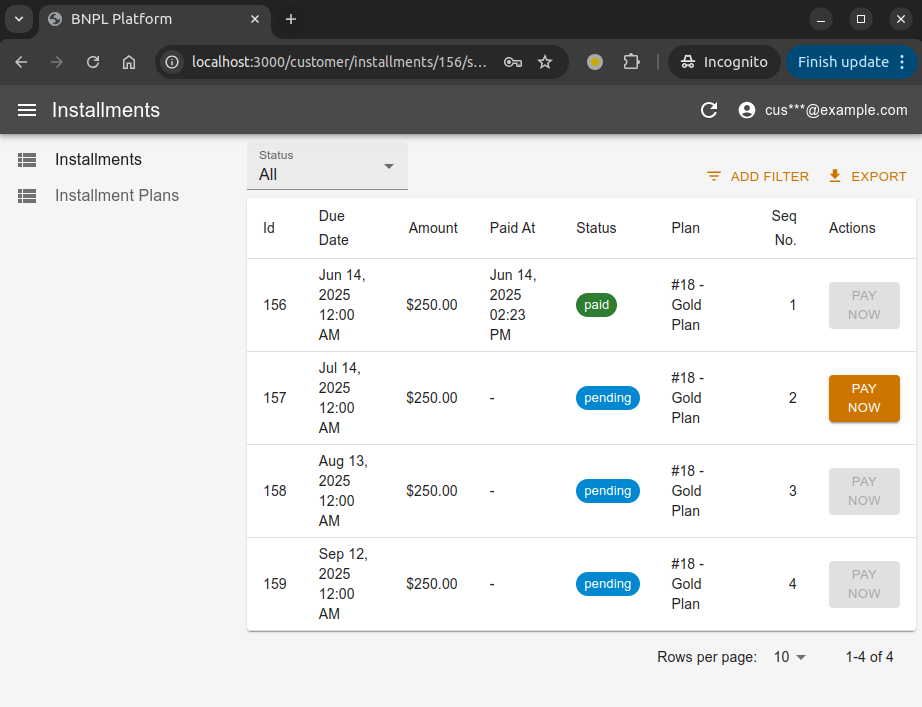 BNPL Platform
localhost:3000/customer/installments/156/s...
Incognito
Finish update
Installments
cus***@example.com
Installments
Installment Plans
Status
All
ADD FILTER
EXPORT
Id
Due
Date
Amount
Paid At
Status
Plan
Seq
No.
Actions
156
Jun 14,
2025
12:00
AM
$250.00
Jun 14,
2025
02:23
PM
paid
#18 -
Gold
Plan
1
PAY
NOW
157
Jul 14,
2025
12:00
AM
$250.00
-
pending
#18 -
Gold
Plan
2
PAY
NOW
158
Aug 13,
2025
12:00
AM
$250.00
-
pending
#18 -
Gold
Plan
3
PAY
NOW
159
Sep 12,
2025
12:00
AM
$250.00
-
pending
#18 -
Gold
Plan
4
PAY
NOW
Rows per page:
10
1-4 of 4